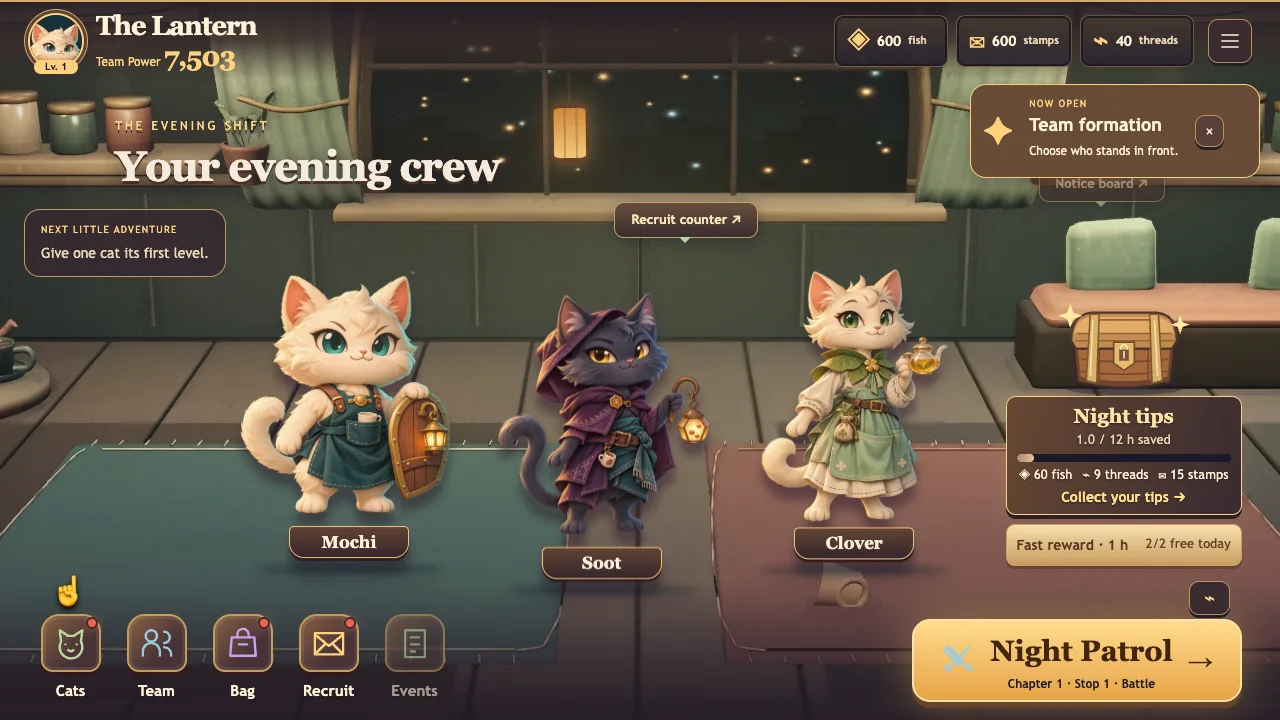 The Lantern
Lv. 1
Team Power 7,503
600 fish
600 stamps
40 threads
NOW OPEN
Team formation
Choose who stands in front.
×
Notice board ↗
THE EVENING SHIFT
Your evening crew
NEXT LITTLE ADVENTURE
Give one cat its first level.
Recruit counter ↗
Mochi
Soot
Clover
Night tips
1.0 / 12 h saved
60 fish 9 threads 15 stamps
Collect your tips →
Fast reward · 1 h 2/2 free today
Cats
Team
Bag
Recruit
Events
Night Patrol →
Chapter 1 · Stop 1 · Battle